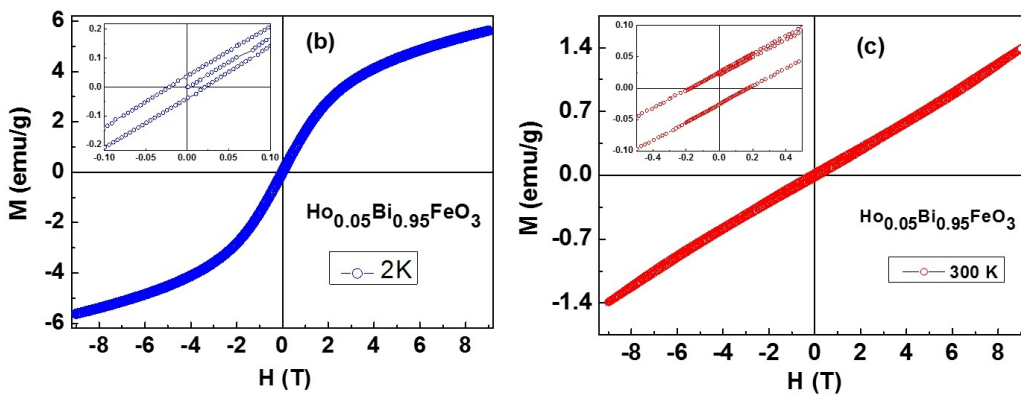 6
4
2
0
-2
-4
-6
M (emu/g)
0.2
0.1
0.0
-0.1
-0.2
-0.10 -0.05 0.00 0.05 0.10
(b)
Ho0.05Bi0.95FeO3
2K
-8 -6 -4 -2 0 2 4 6 8
H (T)
1.4
0.7
0.0
-0.7
-1.4
M (emu/g)
0.10
0.05
0.00
-0.05
-0.10
-0.4 -0.2 0.0 0.2 0.4
(c)
Ho0.05Bi0.95FeO3
300 K
-8 -6 -4 -2 0 2 4 6 8
H (T)